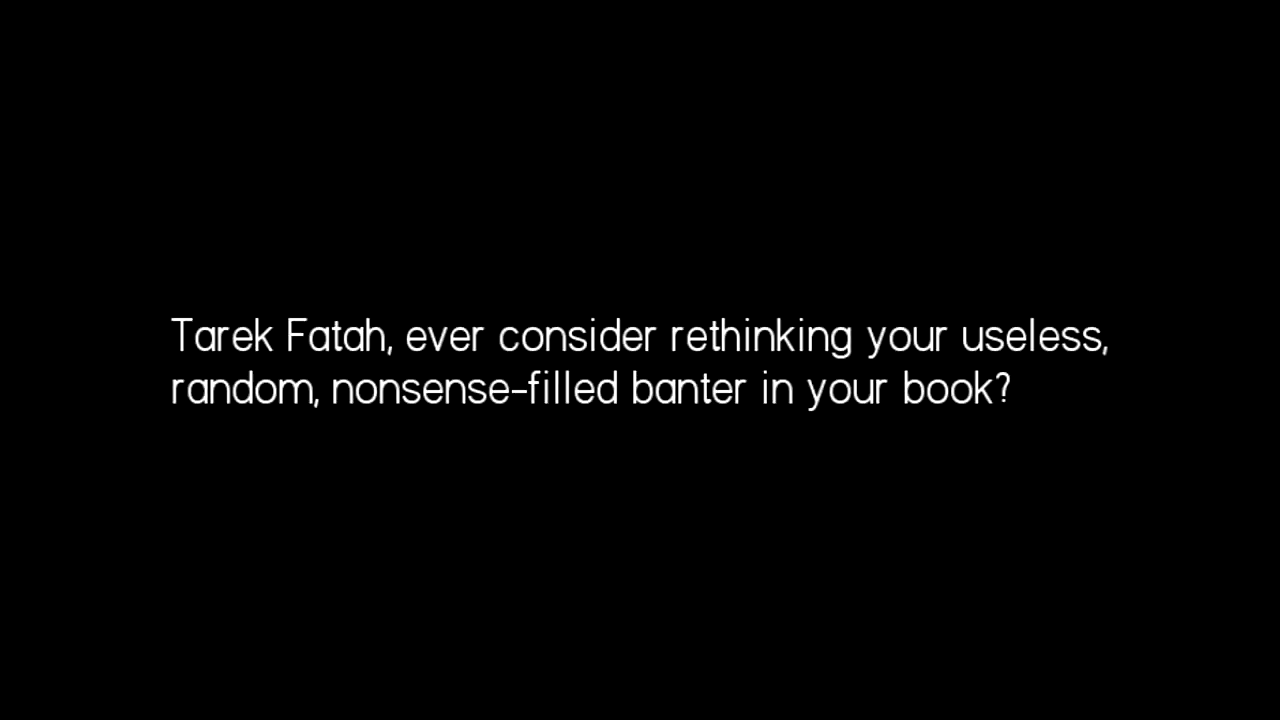 Tarek Fatah, ever consider rethinking your useless,
random, nonsense-filled banter in your book?